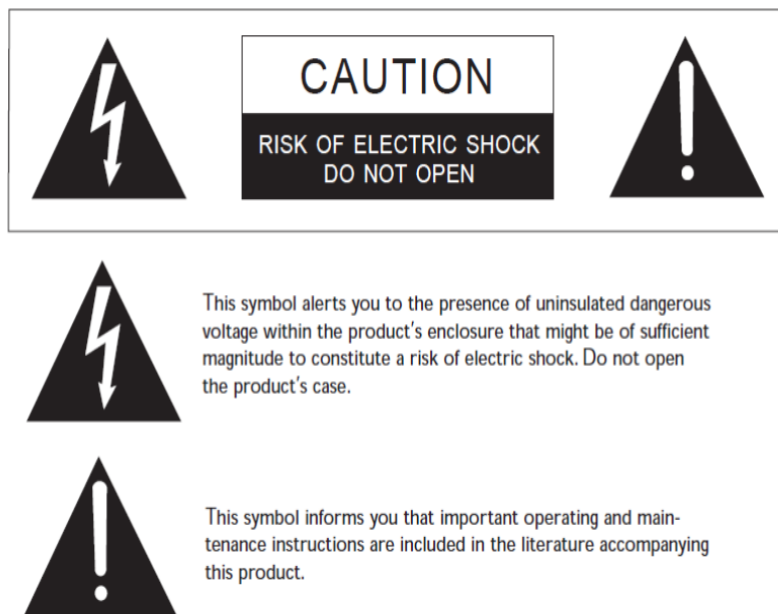 CAUTION
RISK OF ELECTRIC SHOCK
DO NOT OPEN
This symbol alerts you to the presence of uninsulated dangerous
voltage within the product's enclosure that might be of sufficient
magnitude to constitute a risk of electric shock. Do not open
the product's case.
This symbol informs you that important operating and main-
tenance instructions are included in the literature accompanying
this product.